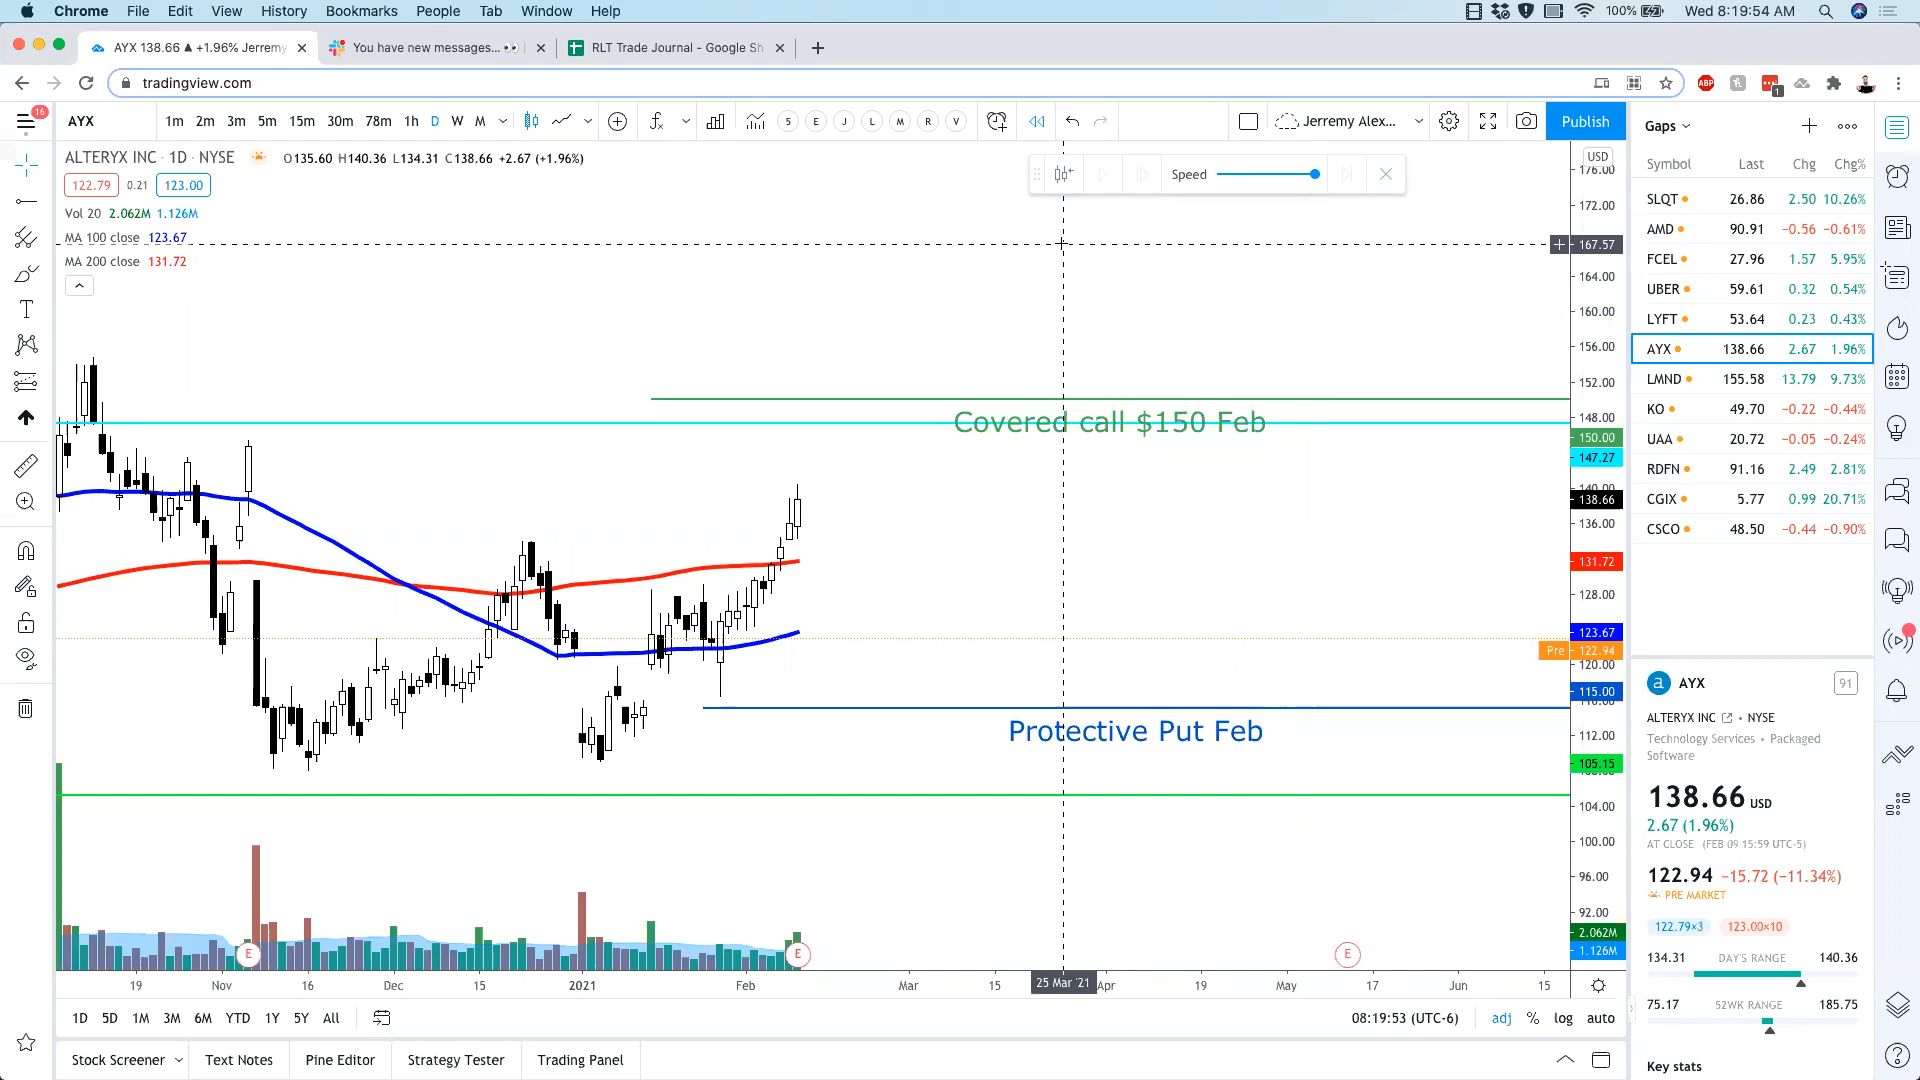 Chrome File Edit View History Bookmarks People Tab Window Help 100% Wed 8:19:54 AM
AYX 138.66 ▲ +1.96% Jerremy
You have new messages... 👀
RLT Trade Journal - Google Sh
tradingview.com
ABP 1
16
AYX 1m 2m 3m 5m 15m 30m 78m 1h D W M S E J L M R V Jerremy Alex... Publish
ALTERYX INC · 1D · NYSE O135.60 H140.36 L134.31 C138.66 +2.67 (+1.96%)
122.79 0.21 123.00
Vol 20 2.062M 1.126M
MA 100 close 123.67
MA 200 close 131.72
Speed
Covered call $150 Feb
Protective Put Feb
USD
176.00
172.00
167.57
164.00
160.00
156.00
152.00
148.00
150.00
147.27
140.00
138.66
136.00
131.72
128.00
123.67
Pre 122.94
120.00
115.00
112.00
105.15
104.00
100.00
96.00
92.00
2.062M
1.126M
E E E
19 Nov 16 Dec 15 2021 Feb Mar 15 25 Mar '21 Apr 19 May 17 Jun 15
1D 5D 1M 3M 6M YTD 1Y 5Y All
08:19:53 (UTC-6) adj % log auto
Stock Screener Text Notes Pine Editor Strategy Tester Trading Panel
Gaps
Symbol Last Chg Chg%
SLQT 26.86 2.50 10.26%
AMD 90.91 −0.56 −0.61%
FCEL 27.96 1.57 5.95%
UBER 59.61 0.32 0.54%
LYFT 53.64 0.23 0.43%
AYX 138.66 2.67 1.96%
LMND 155.58 13.79 9.73%
KO 49.70 −0.22 −0.44%
UAA 20.72 −0.05 −0.24%
RDFN 91.16 2.49 2.81%
CGIX 5.77 0.99 20.71%
CSCO 48.50 −0.44 −0.90%
a AYX 91
ALTERYX INC • NYSE
Technology Services • Packaged
Software
138.66 USD
2.67 (1.96%)
AT CLOSE (FEB 09 15:59 UTC-5)
122.94 −15.72 (−11.34%)
PRE MARKET
122.79×3 123.00×10
134.31 DAY'S RANGE 140.36
75.17 52WK RANGE 185.75
Key stats